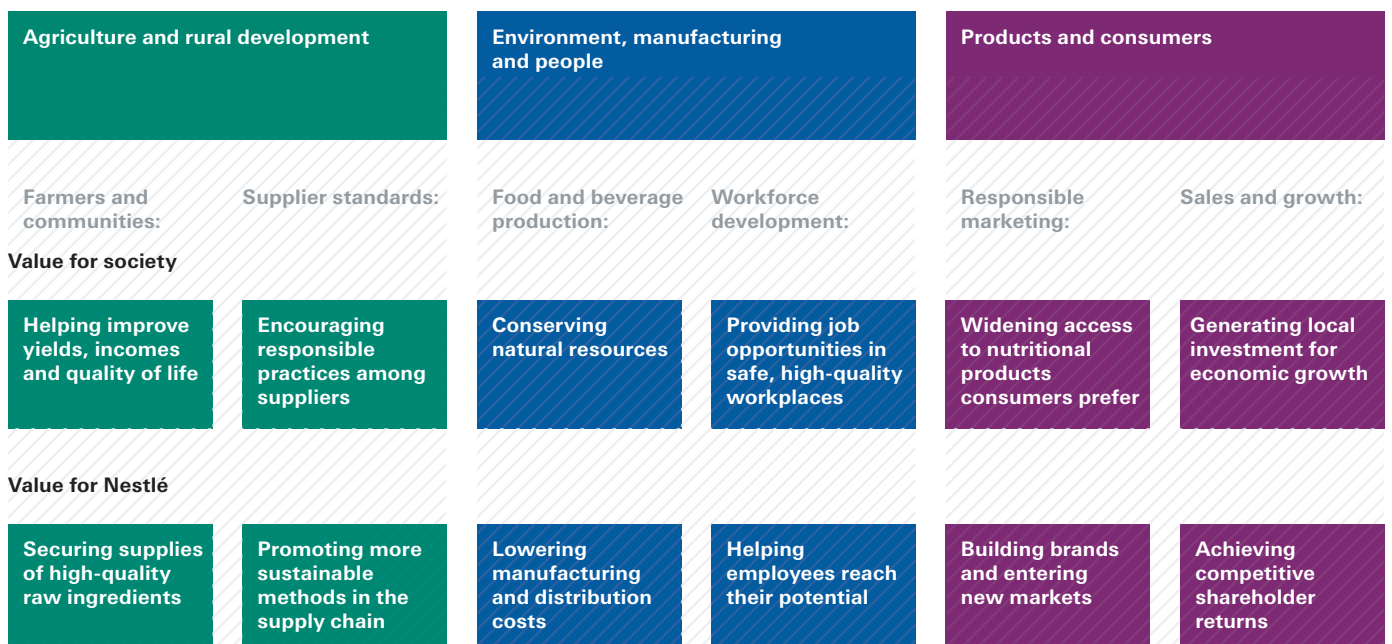 Agriculture and rural development
Environment, manufacturing
and people
Products and consumers
Farmers and
communities:
Supplier standards:
Food and beverage
production:
Workforce
development:
Responsible
marketing:
Sales and growth:
Value for society
Helping improve
yields, incomes
and quality of life
Encouraging
responsible
practices among
suppliers
Conserving
natural resources
Providing job
opportunities in
safe, high-quality
workplaces
Widening access
to nutritional
products
consumers prefer
Generating local
investment for
economic growth
Value for Nestlé
Securing supplies
of high-quality
raw ingredients
Promoting more
sustainable
methods in the
supply chain
Lowering
manufacturing
and distribution
costs
Helping
employees reach
their potential
Building brands
and entering
new markets
Achieving
competitive
shareholder
returns